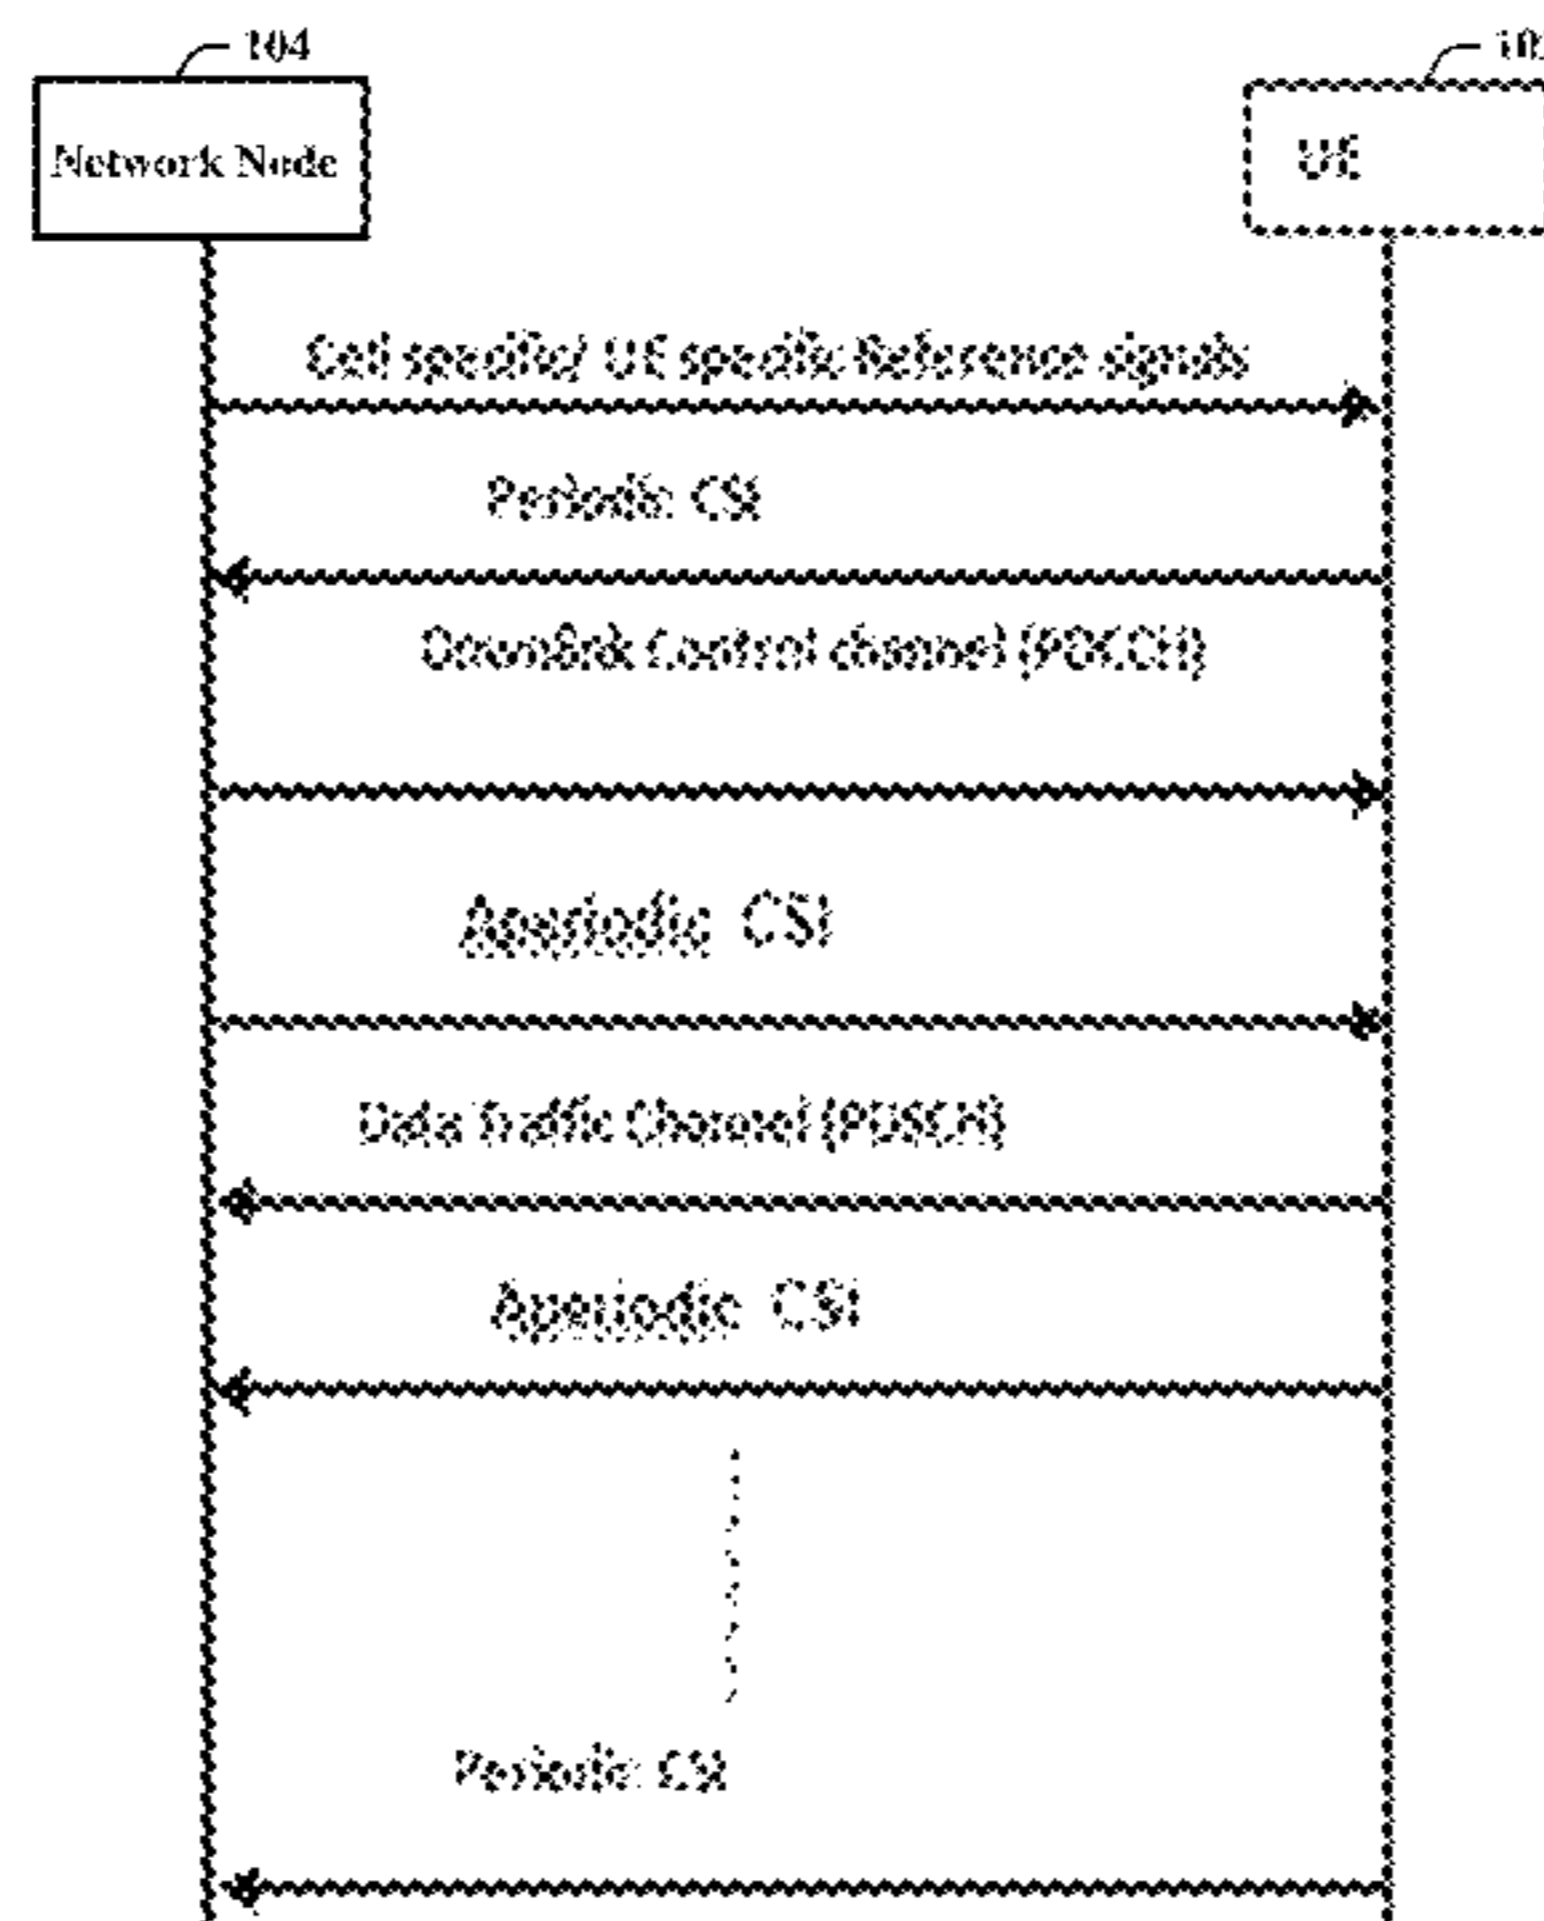 104
Network Node
UE
Cell specific/ UE specific Reference signals
Periodic CSI
Downlink Control channel (PDCCH)
Aperiodic CSI
Data Traffic Channel
Aperiodic CSI
Periodic CSI